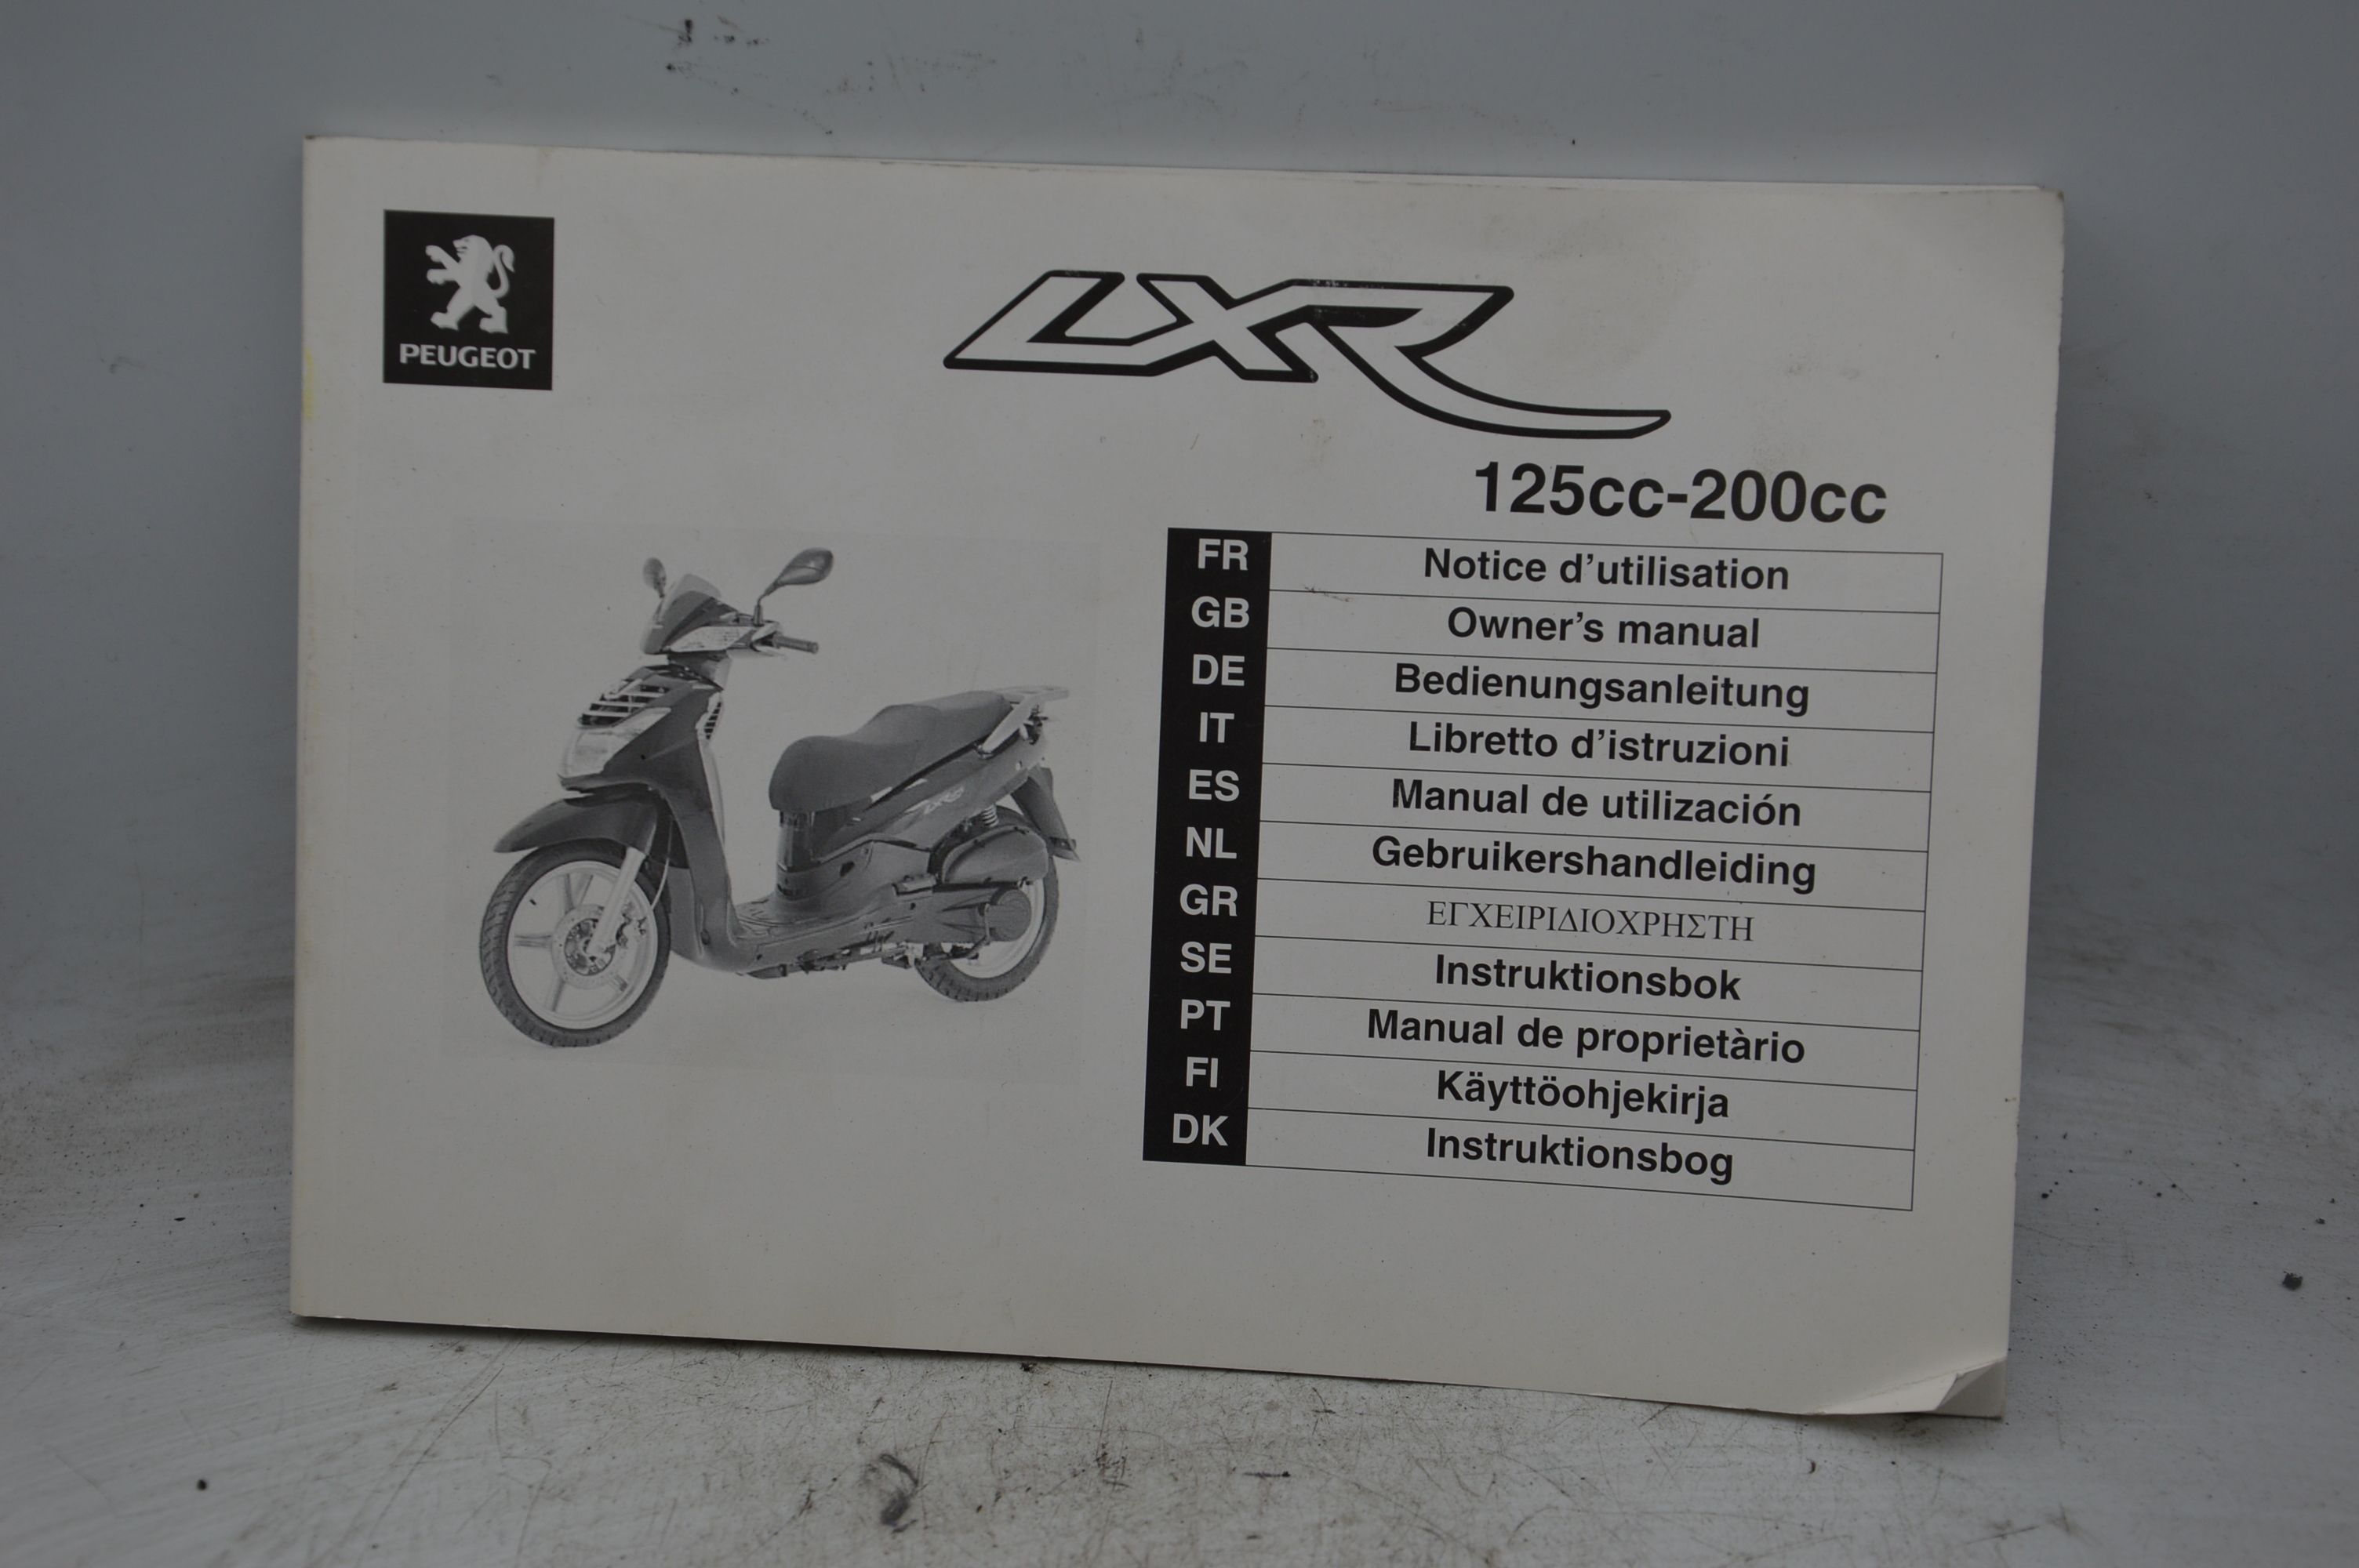 PEUGEOT
LXR
125cc-200cc
FR Notice d’utilisation
GB Owner’s manual
DE Bedienungsanleitung
IT Libretto d’istruzioni
ES Manual de utilización
NL Gebruikershandleiding
GR ΕΓΧΕΙΡΙΔΙΟΧΡΗΣΤΗ
SE Instruktionsbok
PT Manual de proprietàrio
FI Käyttöohjekirja
DK Instruktionsbog